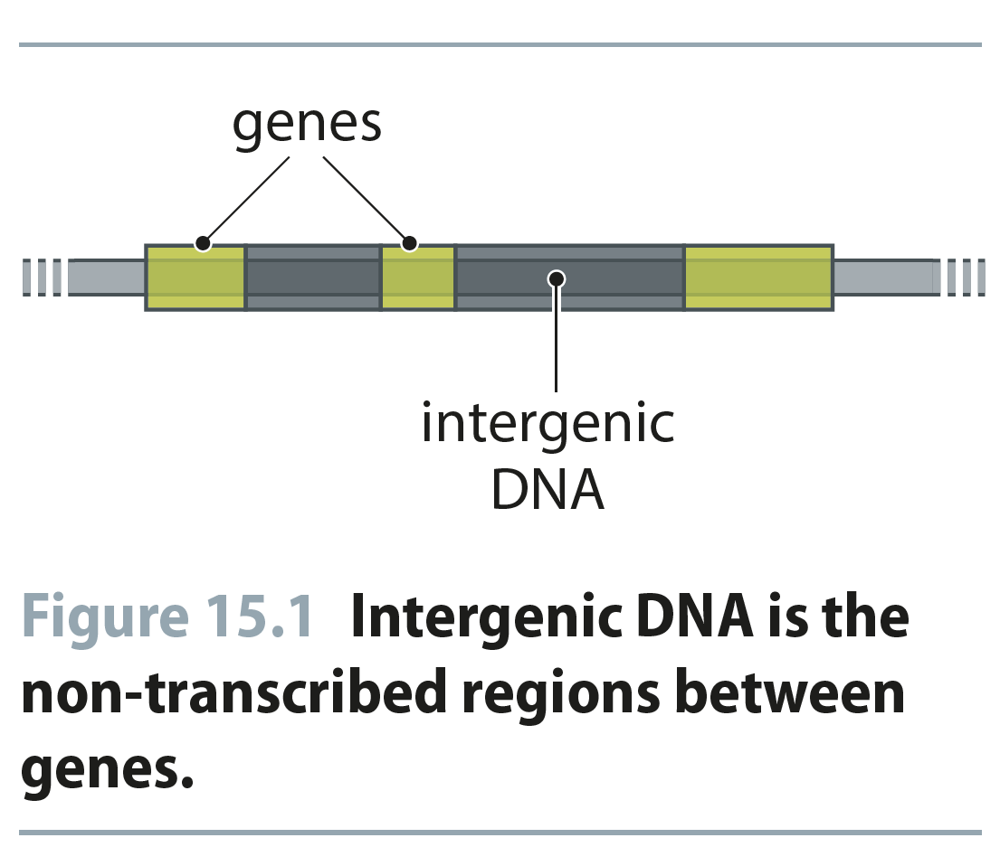 genes
intergenic
DNA
Figure 15.1 Intergenic DNA is the
non-transcribed regions between
genes.